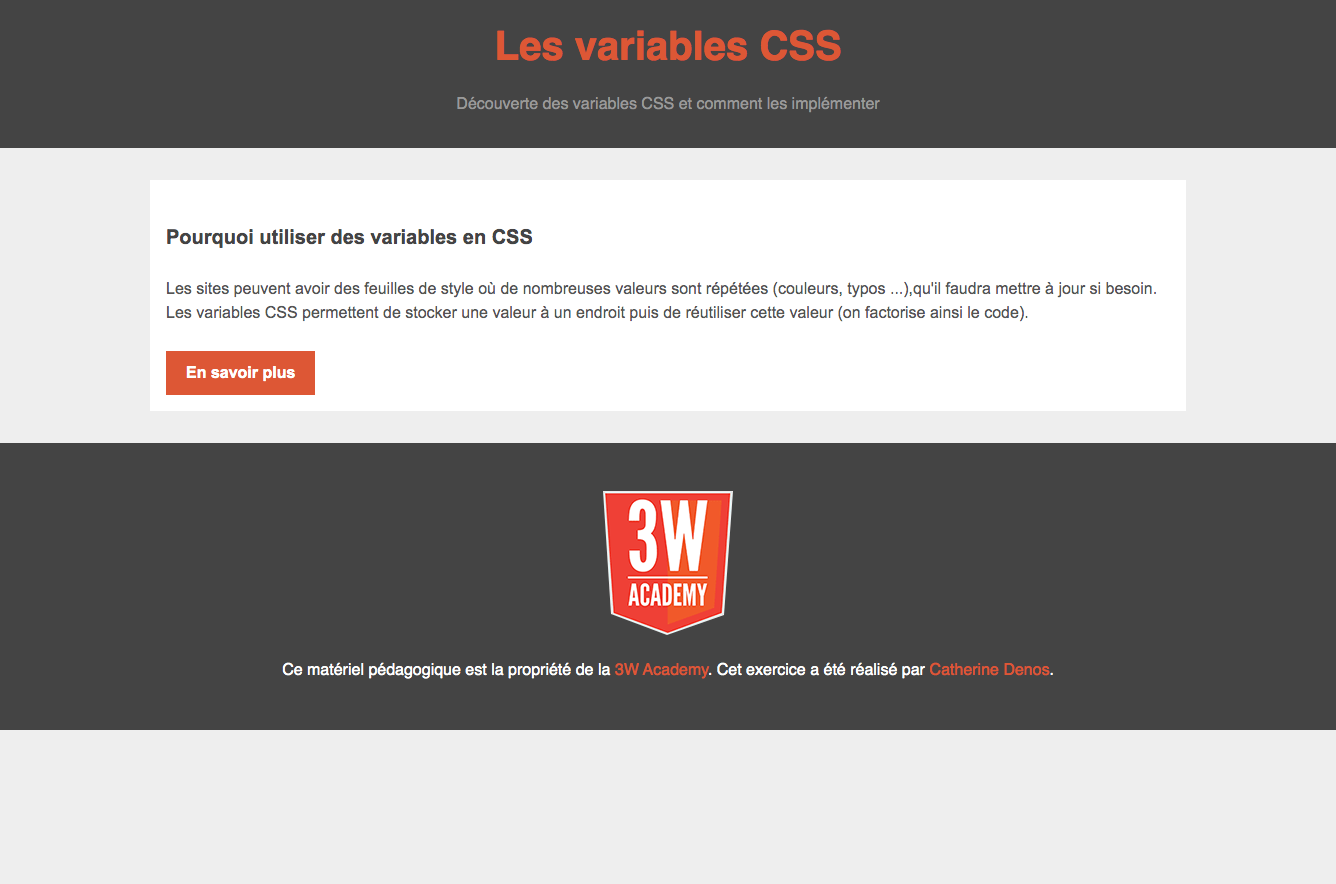 Les variables CSS
Découverte des variables CSS et comment les implémenter
Pourquoi utiliser des variables en CSS
Les sites peuvent avoir des feuilles de style où de nombreuses valeurs sont répétées (couleurs, typos ...),qu'il faudra mettre à jour si besoin.
Les variables CSS permettent de stocker une valeur à un endroit puis de réutiliser cette valeur (on factorise ainsi le code).
En savoir plus
3W
ACADEMY
Ce matériel pédagogique est la propriété de la 3W Academy. Cet exercice a été réalisé par Catherine Denos.